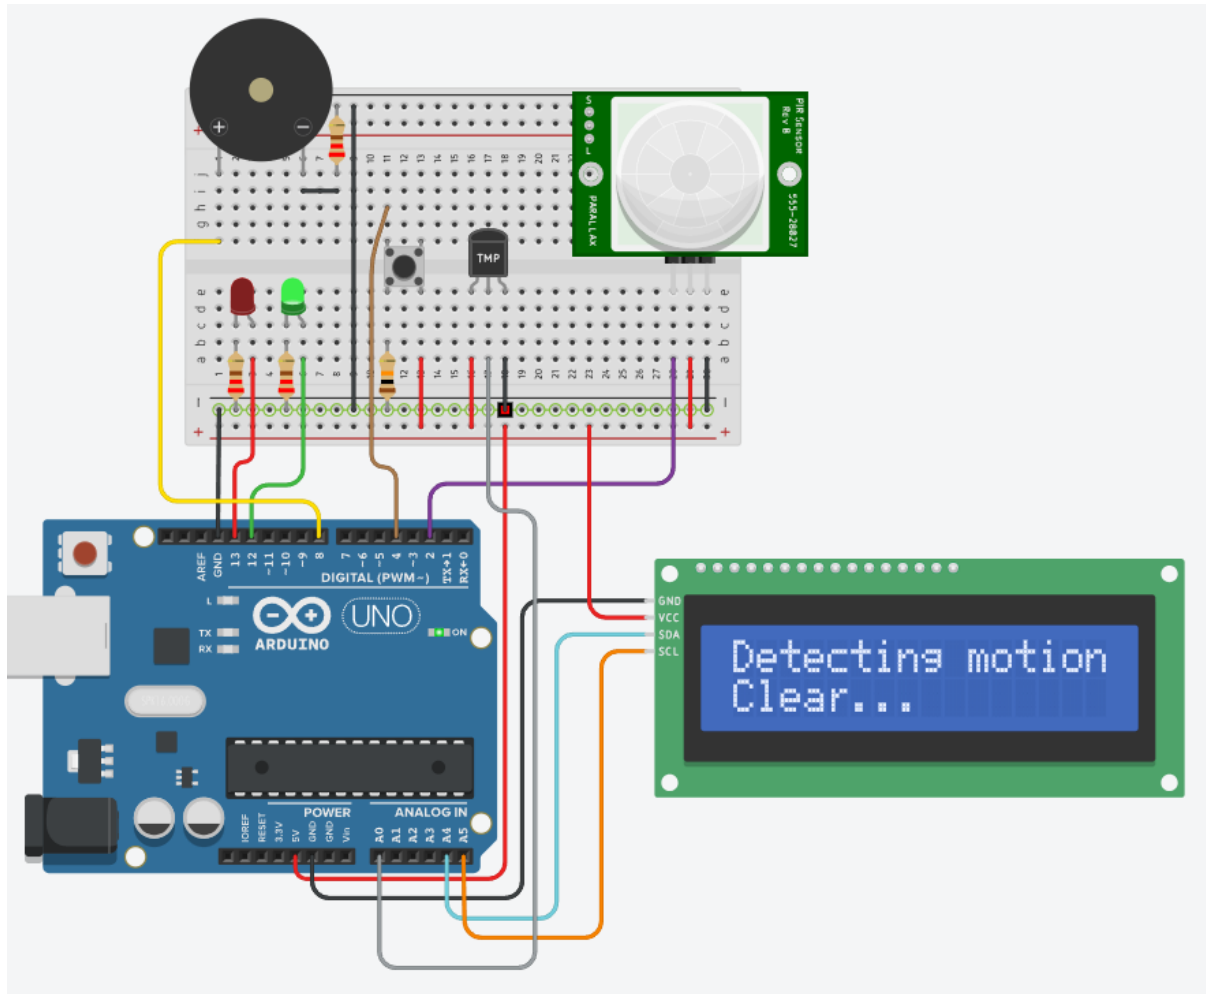 +
−
PIR SENSOR
REV B
S
L
PARALLAX
555-28827
TMP
j
i
h
g
e
d
c
b
a
AREF
GND
13
12
~11
~10
~9
8
7
~6
~5
4
~3
2
TX→1
RX←0
DIGITAL (PWM~)
L
TX
RX
ARDUINO
UNO
ON
POWER
ANALOG IN
IOREF
RESET
3.3V
5V
GND
GND
Vin
A0
A1
A2
A3
A4
A5
GND
VCC
SDA
SCL
Detecting motion
Clear...